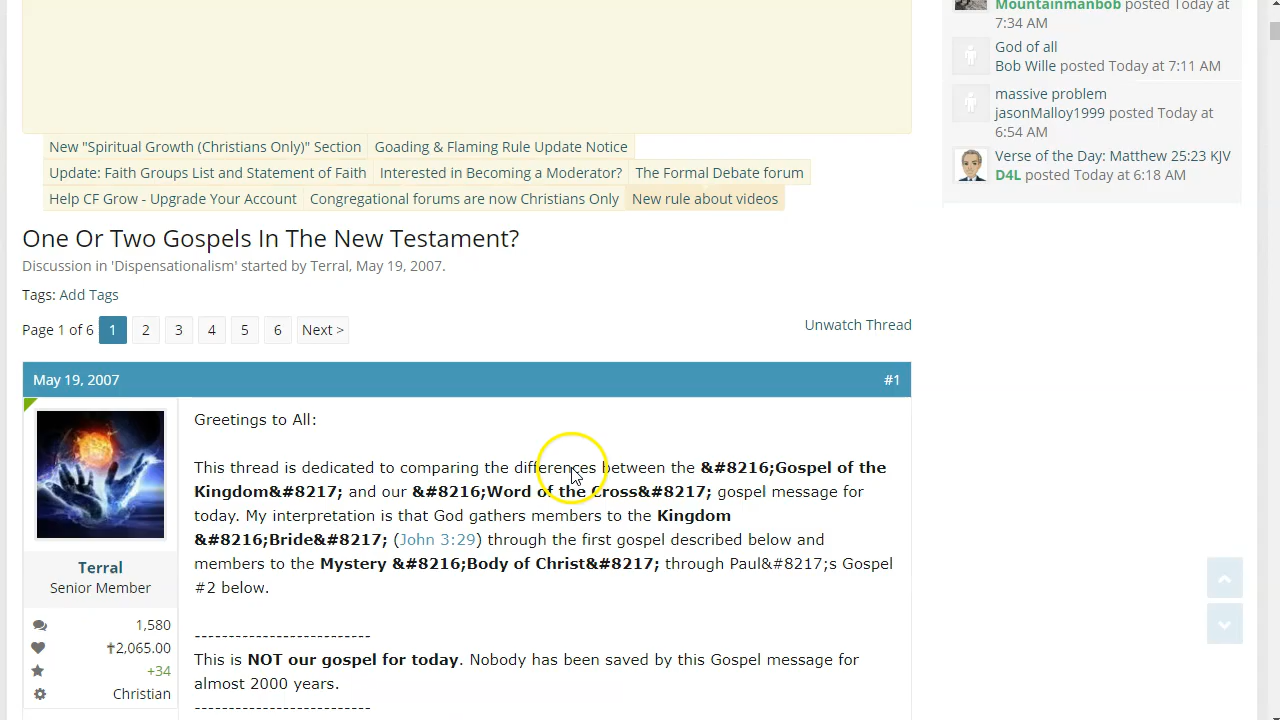 Mountainmanbob posted Today at
7:34 AM
God of all
Bob Wille posted Today at 7:11 AM
massive problem
jasonMalloy1999 posted Today at
6:54 AM
Verse of the Day: Matthew 25:23 KJV
D4L posted Today at 6:18 AM
New "Spiritual Growth (Christians Only)" Section
Goading & Flaming Rule Update Notice
Update: Faith Groups List and Statement of Faith
Interested in Becoming a Moderator?
The Formal Debate forum
Help CF Grow - Upgrade Your Account
Congregational forums are now Christians Only
New rule about videos
One Or Two Gospels In The New Testament?
Discussion in 'Dispensationalism' started by Terral, May 19, 2007.
Tags: Add Tags
Page 1 of 6 1 2 3 4 5 6 Next >
Unwatch Thread
May 19, 2007 #1
Terral
Senior Member
1,580
✝2,065.00
+34
Christian
Greetings to All:
This thread is dedicated to comparing the differences between the &#8216;Gospel of the
Kingdom&#8217; and our &#8216;Word of the Cross&#8217; gospel message for
today. My interpretation is that God gathers members to the Kingdom
&#8216;Bride&#8217; (John 3:29) through the first gospel described below and
members to the Mystery &#8216;Body of Christ&#8217; through Paul&#8217;s Gospel
#2 below.
--------------------------
This is NOT our gospel for today. Nobody has been saved by this Gospel message for
almost 2000 years.
--------------------------